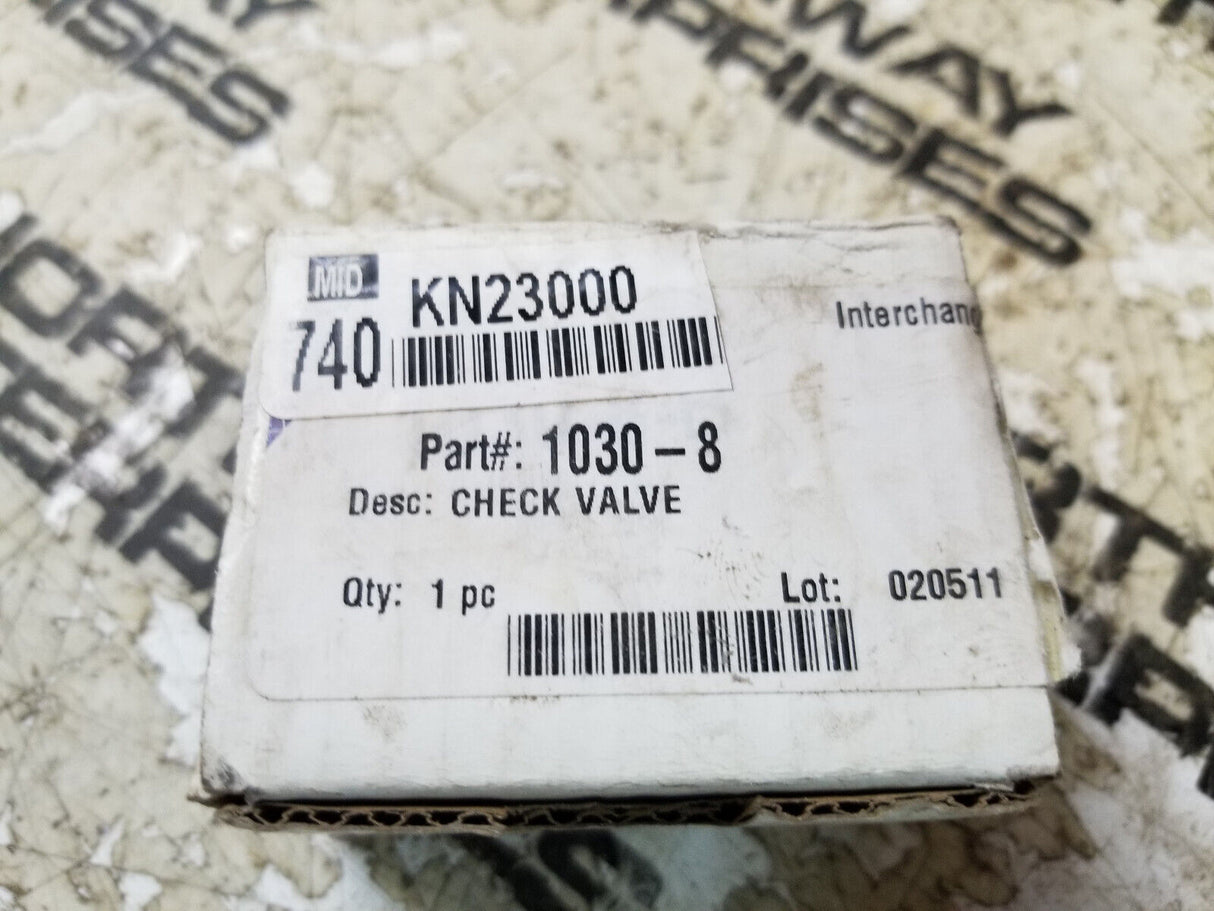 MID
KN23000
740
Interchang
Part#: 1030-8
Desc: CHECK VALVE
Qty: 1 pc
Lot: 020511